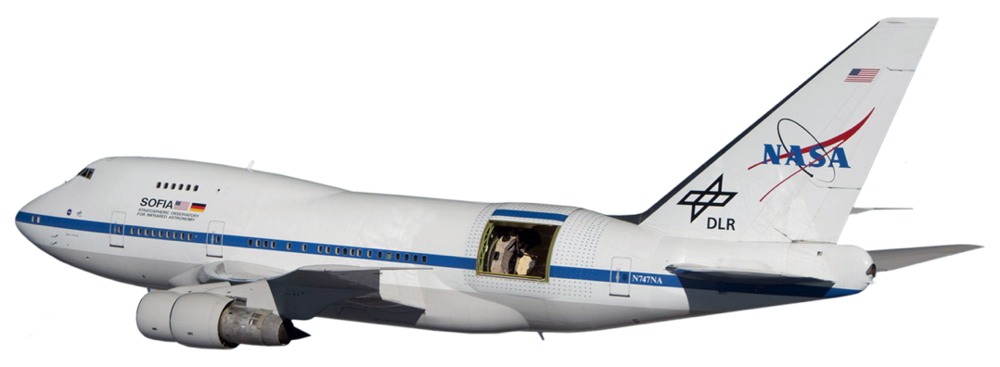 SOFIA
STRATOSPHERIC OBSERVATORY
FOR INFRARED ASTRONOMY
NASA
DLR
N747NA